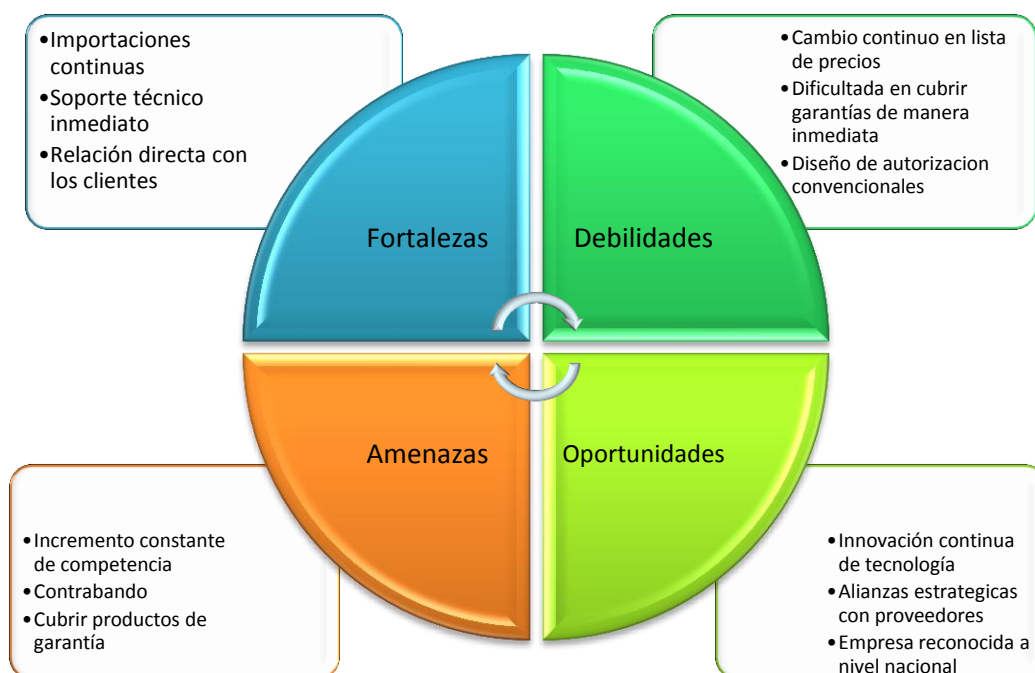 •Importaciones
continuas
•Soporte técnico
inmediato
•Relación directa con
los clientes
•Cambio continuo en lista
de precios
•Dificultada en cubrir
garantías de manera
inmediata
•Diseño de autorizacion
convencionales
Fortalezas
Debilidades
Amenazas
Oportunidades
•Incremento constante
de competencia
•Contrabando
•Cubrir productos de
garantía
•Innovación continua
de tecnología
•Alianzas estrategicas
con proveedores
•Empresa reconocida a
nivel nacional